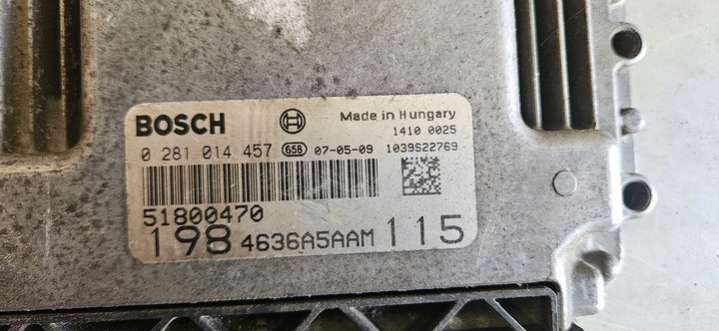 BOSCH Made in Hungary
1410 0025
0 281 014 457 658 07-05-09 1039S22769
51800470
198 4636A5AAM 115